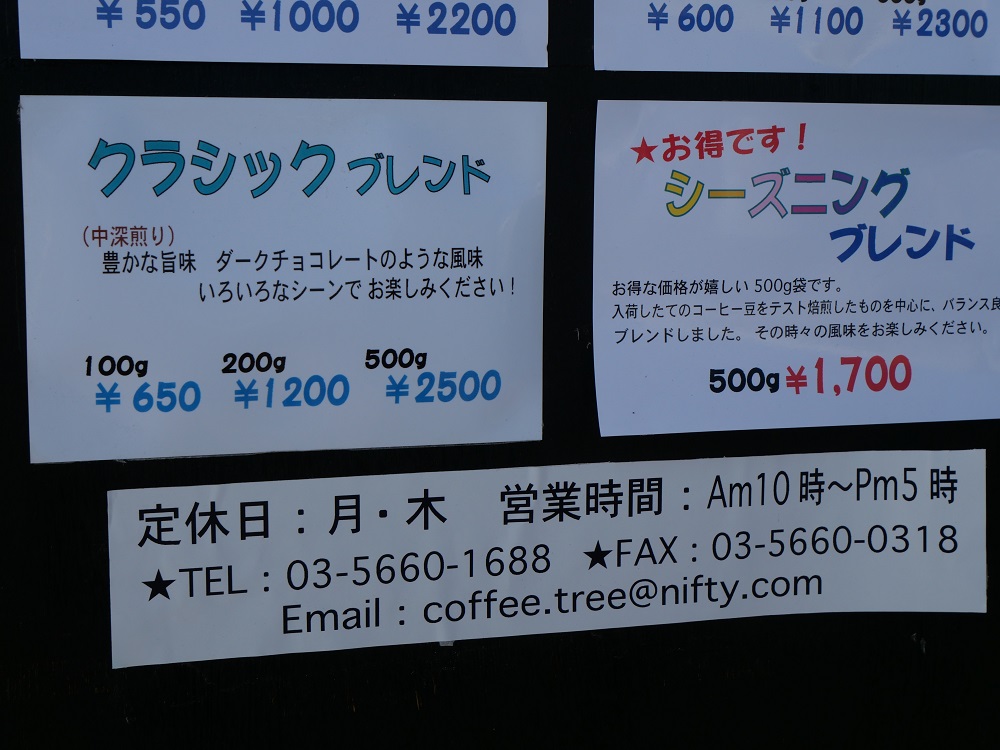 ¥550 ¥1000 ¥2200
¥600 ¥1100 ¥2300
クラシック ブレンド
(中深煎り)
豊かな旨味 ダークチョコレートのような風味
いろいろなシーンで お楽しみください!
100g 200g 500g
¥650 ¥1200 ¥2500
★お得です!
シーズニング
ブレンド
お得な価格が嬉しい 500g袋です。
入荷したてのコーヒー豆をテスト焙煎したものを中心に、バランス良
ブレンドしました。 その時々の風味をお楽しみください。
500g ¥1,700
定休日:月・木 営業時間:Am10時~Pm5時
★TEL:03-5660-1688 ★FAX:03-5660-0318
Email:coffee.tree@nifty.com